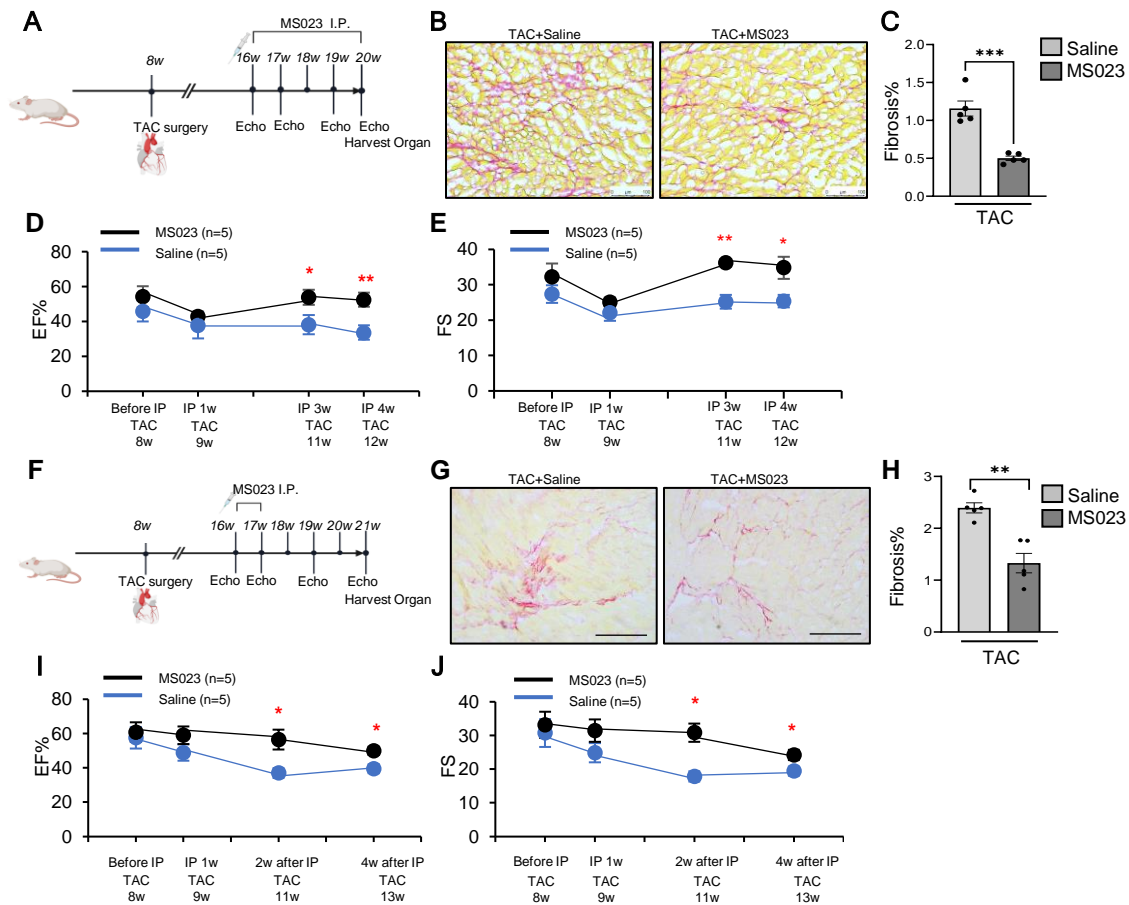 A
MS023 I.P.
8w
16w 17w 18w 19w 20w
TAC surgery
Echo Echo Echo Echo
Harvest Organ
B
TAC+Saline
TAC+MS023
C
***
Saline
MS023
Fibrosis%
2.0
1.5
1.0
0.5
0.0
TAC
D
MS023 (n=5)
Saline (n=5)
EF%
80
60
40
20
0
*
**
Before IP
TAC
8w
IP 1w
TAC
9w
IP 3w
TAC
11w
IP 4w
TAC
12w
E
MS023 (n=5)
Saline (n=5)
FS
40
30
20
10
0
**
*
Before IP
TAC
8w
IP 1w
TAC
9w
IP 3w
TAC
11w
IP 4w
TAC
12w
F
MS023 I.P.
8w
16w 17w 18w 19w 20w 21w
TAC surgery
Echo Echo Echo Echo
Harvest Organ
G
TAC+Saline
TAC+MS023
H
**
Saline
MS023
Fibrosis%
3
2
1
0
TAC
I
MS023 (n=5)
Saline (n=5)
EF%
80
60
40
20
0
*
*
Before IP
TAC
8w
IP 1w
TAC
9w
2w after IP
TAC
11w
4w after IP
TAC
13w
J
MS023 (n=5)
Saline (n=5)
FS
40
30
20
10
0
*
*
Before IP
TAC
8w
IP 1w
TAC
9w
2w after IP
TAC
11w
4w after IP
TAC
13w